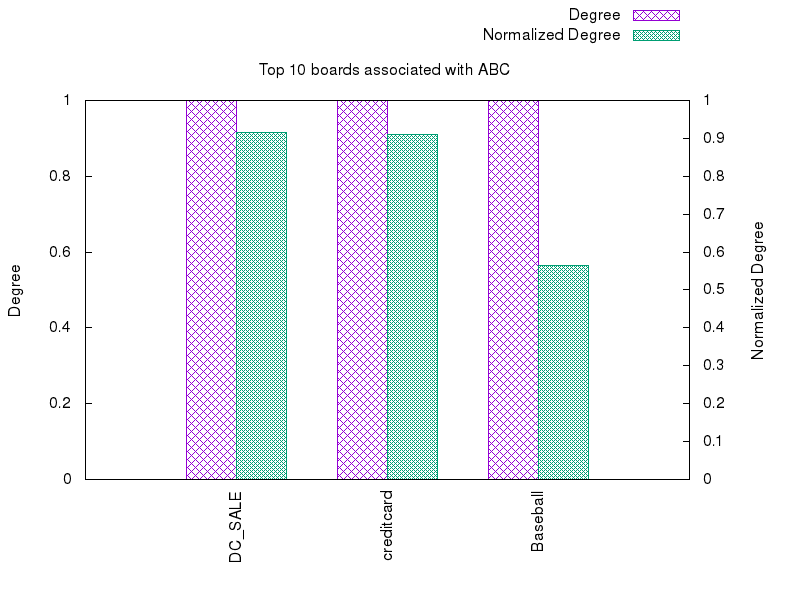 Degree
Normalized Degree
Top 10 boards associated with ABC
1
0.8
0.6
0.4
0.2
0
Degree
1
0.9
0.8
0.7
0.6
0.5
0.4
0.3
0.2
0.1
0
Normalized Degree
DC_SALE
creditcard
Baseball